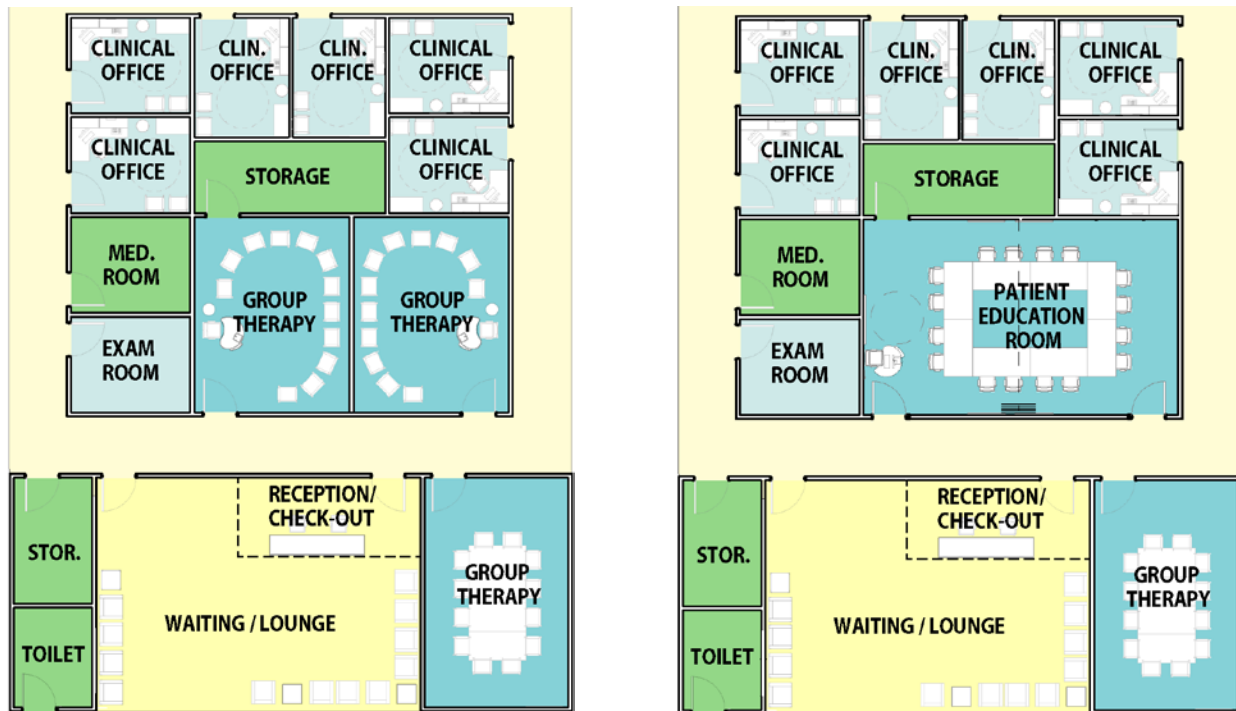 CLINICAL
OFFICE
CLIN.
OFFICE
CLIN.
OFFICE
CLINICAL
OFFICE
CLINICAL
OFFICE
CLINICAL
OFFICE
STORAGE
MED.
ROOM
GROUP
THERAPY
GROUP
THERAPY
EXAM
ROOM
RECEPTION/
CHECK-OUT
STOR.
GROUP
THERAPY
WAITING / LOUNGE
TOILET
CLINICAL
OFFICE
CLIN.
OFFICE
CLIN.
OFFICE
CLINICAL
OFFICE
CLINICAL
OFFICE
CLINICAL
OFFICE
STORAGE
MED.
ROOM
PATIENT
EDUCATION
ROOM
EXAM
ROOM
RECEPTION/
CHECK-OUT
STOR.
GROUP
THERAPY
WAITING / LOUNGE
TOILET